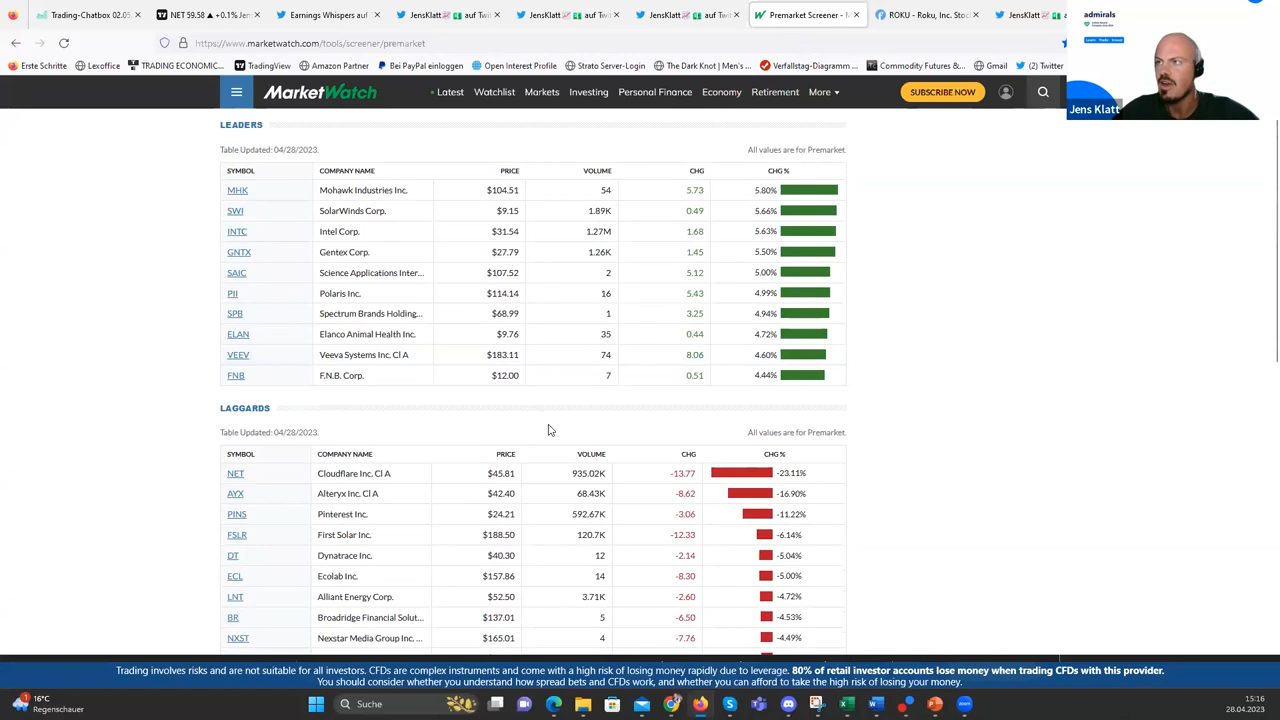 Trading-Chatbox 02.05.
NET 59.58 ▲ +0.1% Jen
Earnings Whispers auf Tw
JensKlatt📈💵 auf Twit
JensKlatt📈💵 auf Twi
JensKlatt📈💵 auf Tw
Premarket Screener - M
ROKU - Roku, Inc. Stoc
JensKlatt📈💵 a
admirals
https://www.marketwatch.com/tools/scree
Learn Trade Invest
Erste Schritte
Lexoffice
TRADING ECONOMIC...
TradingView
Amazon Partner
Bei PayPal einloggen
Open Interest Profile
Strato Server-Login
The Dark Knot | Men's ...
Verfallstag-Diagramm ...
Commodity Futures &...
Gmail
(2) Twitter
MarketWatch
Latest
Watchlist
Markets
Investing
Personal Finance
Economy
Retirement
More
SUBSCRIBE NOW
Jens Klatt
LEADERS
Table Updated: 04/28/2023. All values are for Premarket.
SYMBOL COMPANY NAME PRICE VOLUME CHG CHG %
MHK Mohawk Industries Inc. $104.51 54 5.73 5.80%
SWI SolarWinds Corp. $9.15 1.89K 0.49 5.66%
INTC Intel Corp. $31.54 1.27M 1.68 5.63%
GNTX Gentex Corp. $27.79 1.26K 1.45 5.50%
SAIC Science Applications Inter... $107.52 2 5.12 5.00%
PII Polaris Inc. $114.14 16 5.43 4.99%
SPB Spectrum Brands Holding... $68.99 1 3.25 4.94%
ELAN Elanco Animal Health Inc. $9.76 35 0.44 4.72%
VEEV Veeva Systems Inc. Cl A $183.11 74 8.06 4.60%
FNB F.N.B. Corp. $12.00 7 0.51 4.44%
LAGGARDS
Table Updated: 04/28/2023. All values are for Premarket.
SYMBOL COMPANY NAME PRICE VOLUME CHG CHG %
NET Cloudflare Inc. Cl A $45.81 935.02K -13.77 -23.11%
AYX Alteryx Inc. Cl A $42.40 68.43K -8.62 -16.90%
PINS Pinterest Inc. $24.21 592.67K -3.06 -11.22%
FSLR First Solar Inc. $188.50 120.7K -12.33 -6.14%
DT Dynatrace Inc. $40.30 12 -2.14 -5.04%
ECL Ecolab Inc. $157.86 14 -8.30 -5.00%
LNT Alliant Energy Corp. $52.50 3.71K -2.60 -4.72%
BR Broadridge Financial Solut... $137.01 5 -6.50 -4.53%
NXST Nexstar Media Group Inc. ... $165.01 4 -7.76 -4.49%
Trading involves risks and are not suitable for all investors. CFDs are complex instruments and come with a high risk of losing money rapidly due to leverage. 80% of retail investor accounts lose money when trading CFDs with this provider.
You should consider whether you understand how spread bets and CFDs work, and whether you can afford to take the high risk of losing your money.
16°C
Regenschauer
Suche
15:16
28.04.2023